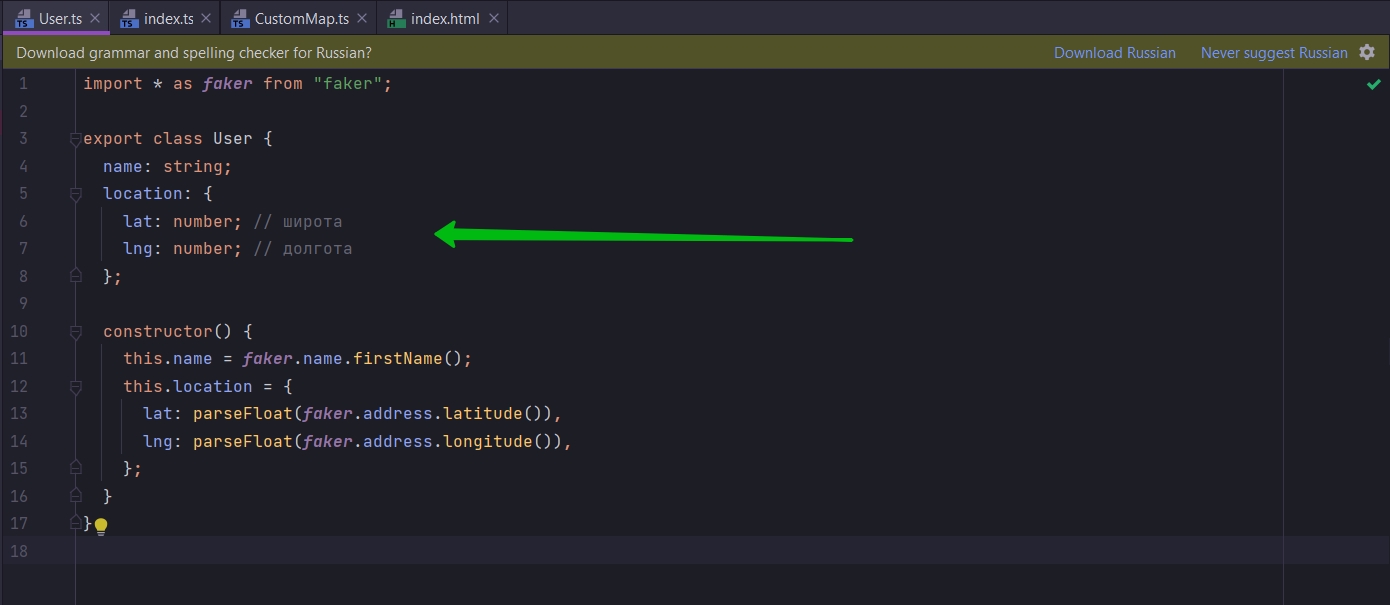 User.ts index.ts CustomMap.ts index.html
Download grammar and spelling checker for Russian? Download Russian Never suggest Russian
1 import * as faker from "faker";
2
3 export class User {
4 name: string;
5 location: {
6 lat: number; // широта
7 lng: number; // долгота
8 };
9
10 constructor() {
11 this.name = faker.name.firstName();
12 this.location = {
13 lat: parseFloat(faker.address.latitude()),
14 lng: parseFloat(faker.address.longitude()),
15 };
16 }
17 }
18